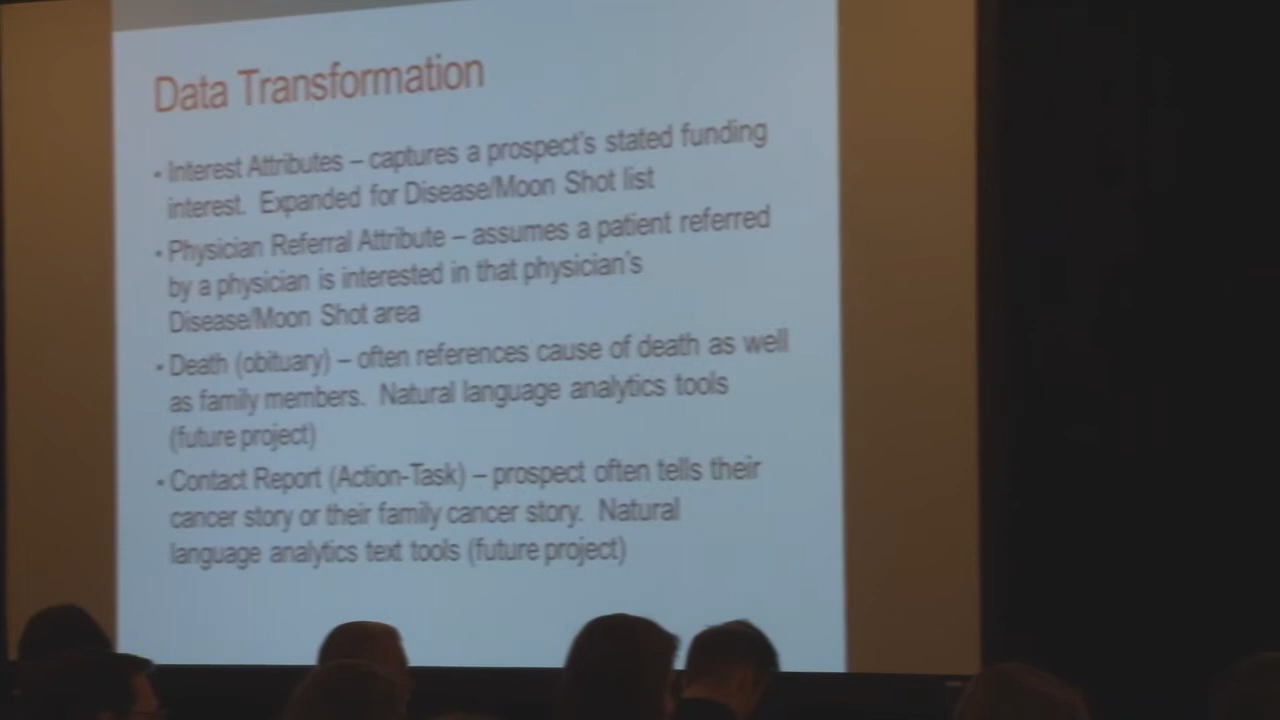 Data Transformation
• Interest Attributes – captures a prospect's stated funding
interest. Expanded for Disease/Moon Shot list
• Physician Referral Attribute – assumes a patient referred
by a physician is interested in that physician's
Disease/Moon Shot area
• Death (obituary) – often references cause of death as well
as family members. Natural language analytics tools
(future project)
• Contact Report (Action-Task) – prospect often tells their
cancer story or their family cancer story. Natural
language analytics text tools (future project)